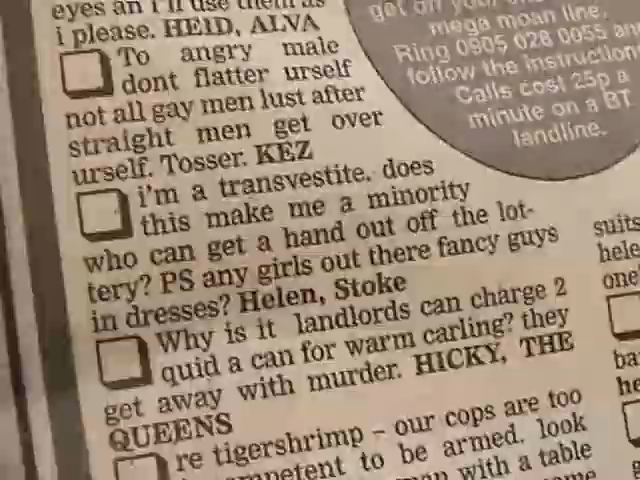 eyes an i'll use them as
i please. HEID, ALVA
To angry male
dont flatter urself
not all gay men lust after
straight men get over
urself. Tosser. KEZ
i'm a transvestite. does
this make me a minority
who can get a hand out off the lot-
tery? PS any girls out there fancy guys
in dresses? Helen, Stoke
Why is it landlords can charge 2
quid a can for warm carling? they
get away with murder. HICKY, THE
QUEENS
re tigershrimp – our cops are too
to be armed. look
with a table
mega moan line.
Ring 0905 028 0055 and
follow the instruction
Calls cost 25p a
minute on a BT
landline.
suits
hele
one'
ba
he